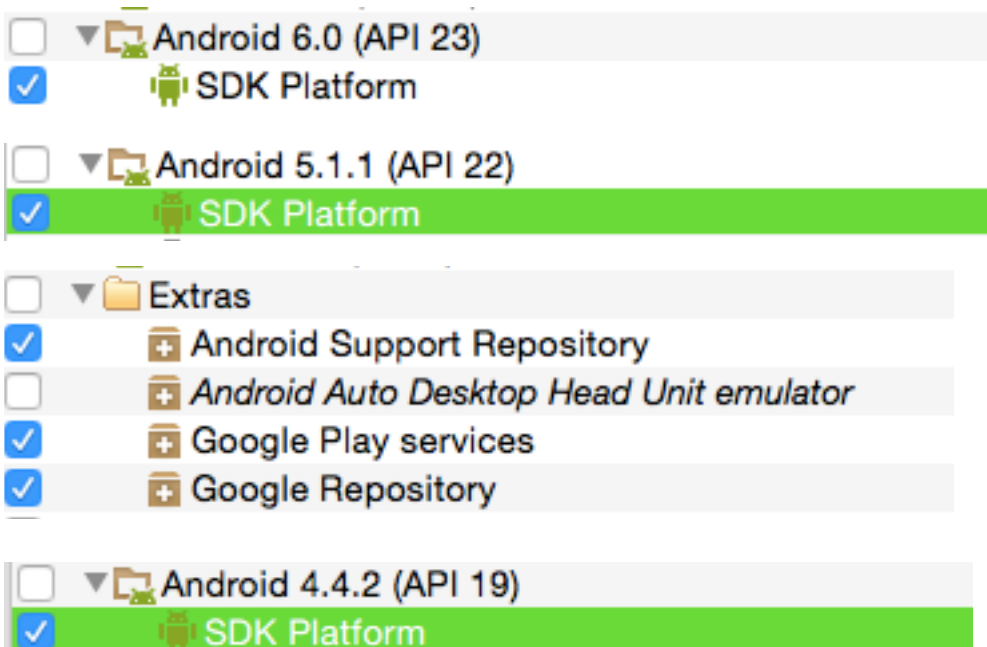 Android 6.0 (API 23)
SDK Platform
Android 5.1.1 (API 22)
SDK Platform
Extras
Android Support Repository
Android Auto Desktop Head Unit emulator
Google Play services
Google Repository
Android 4.4.2 (API 19)
SDK Platform